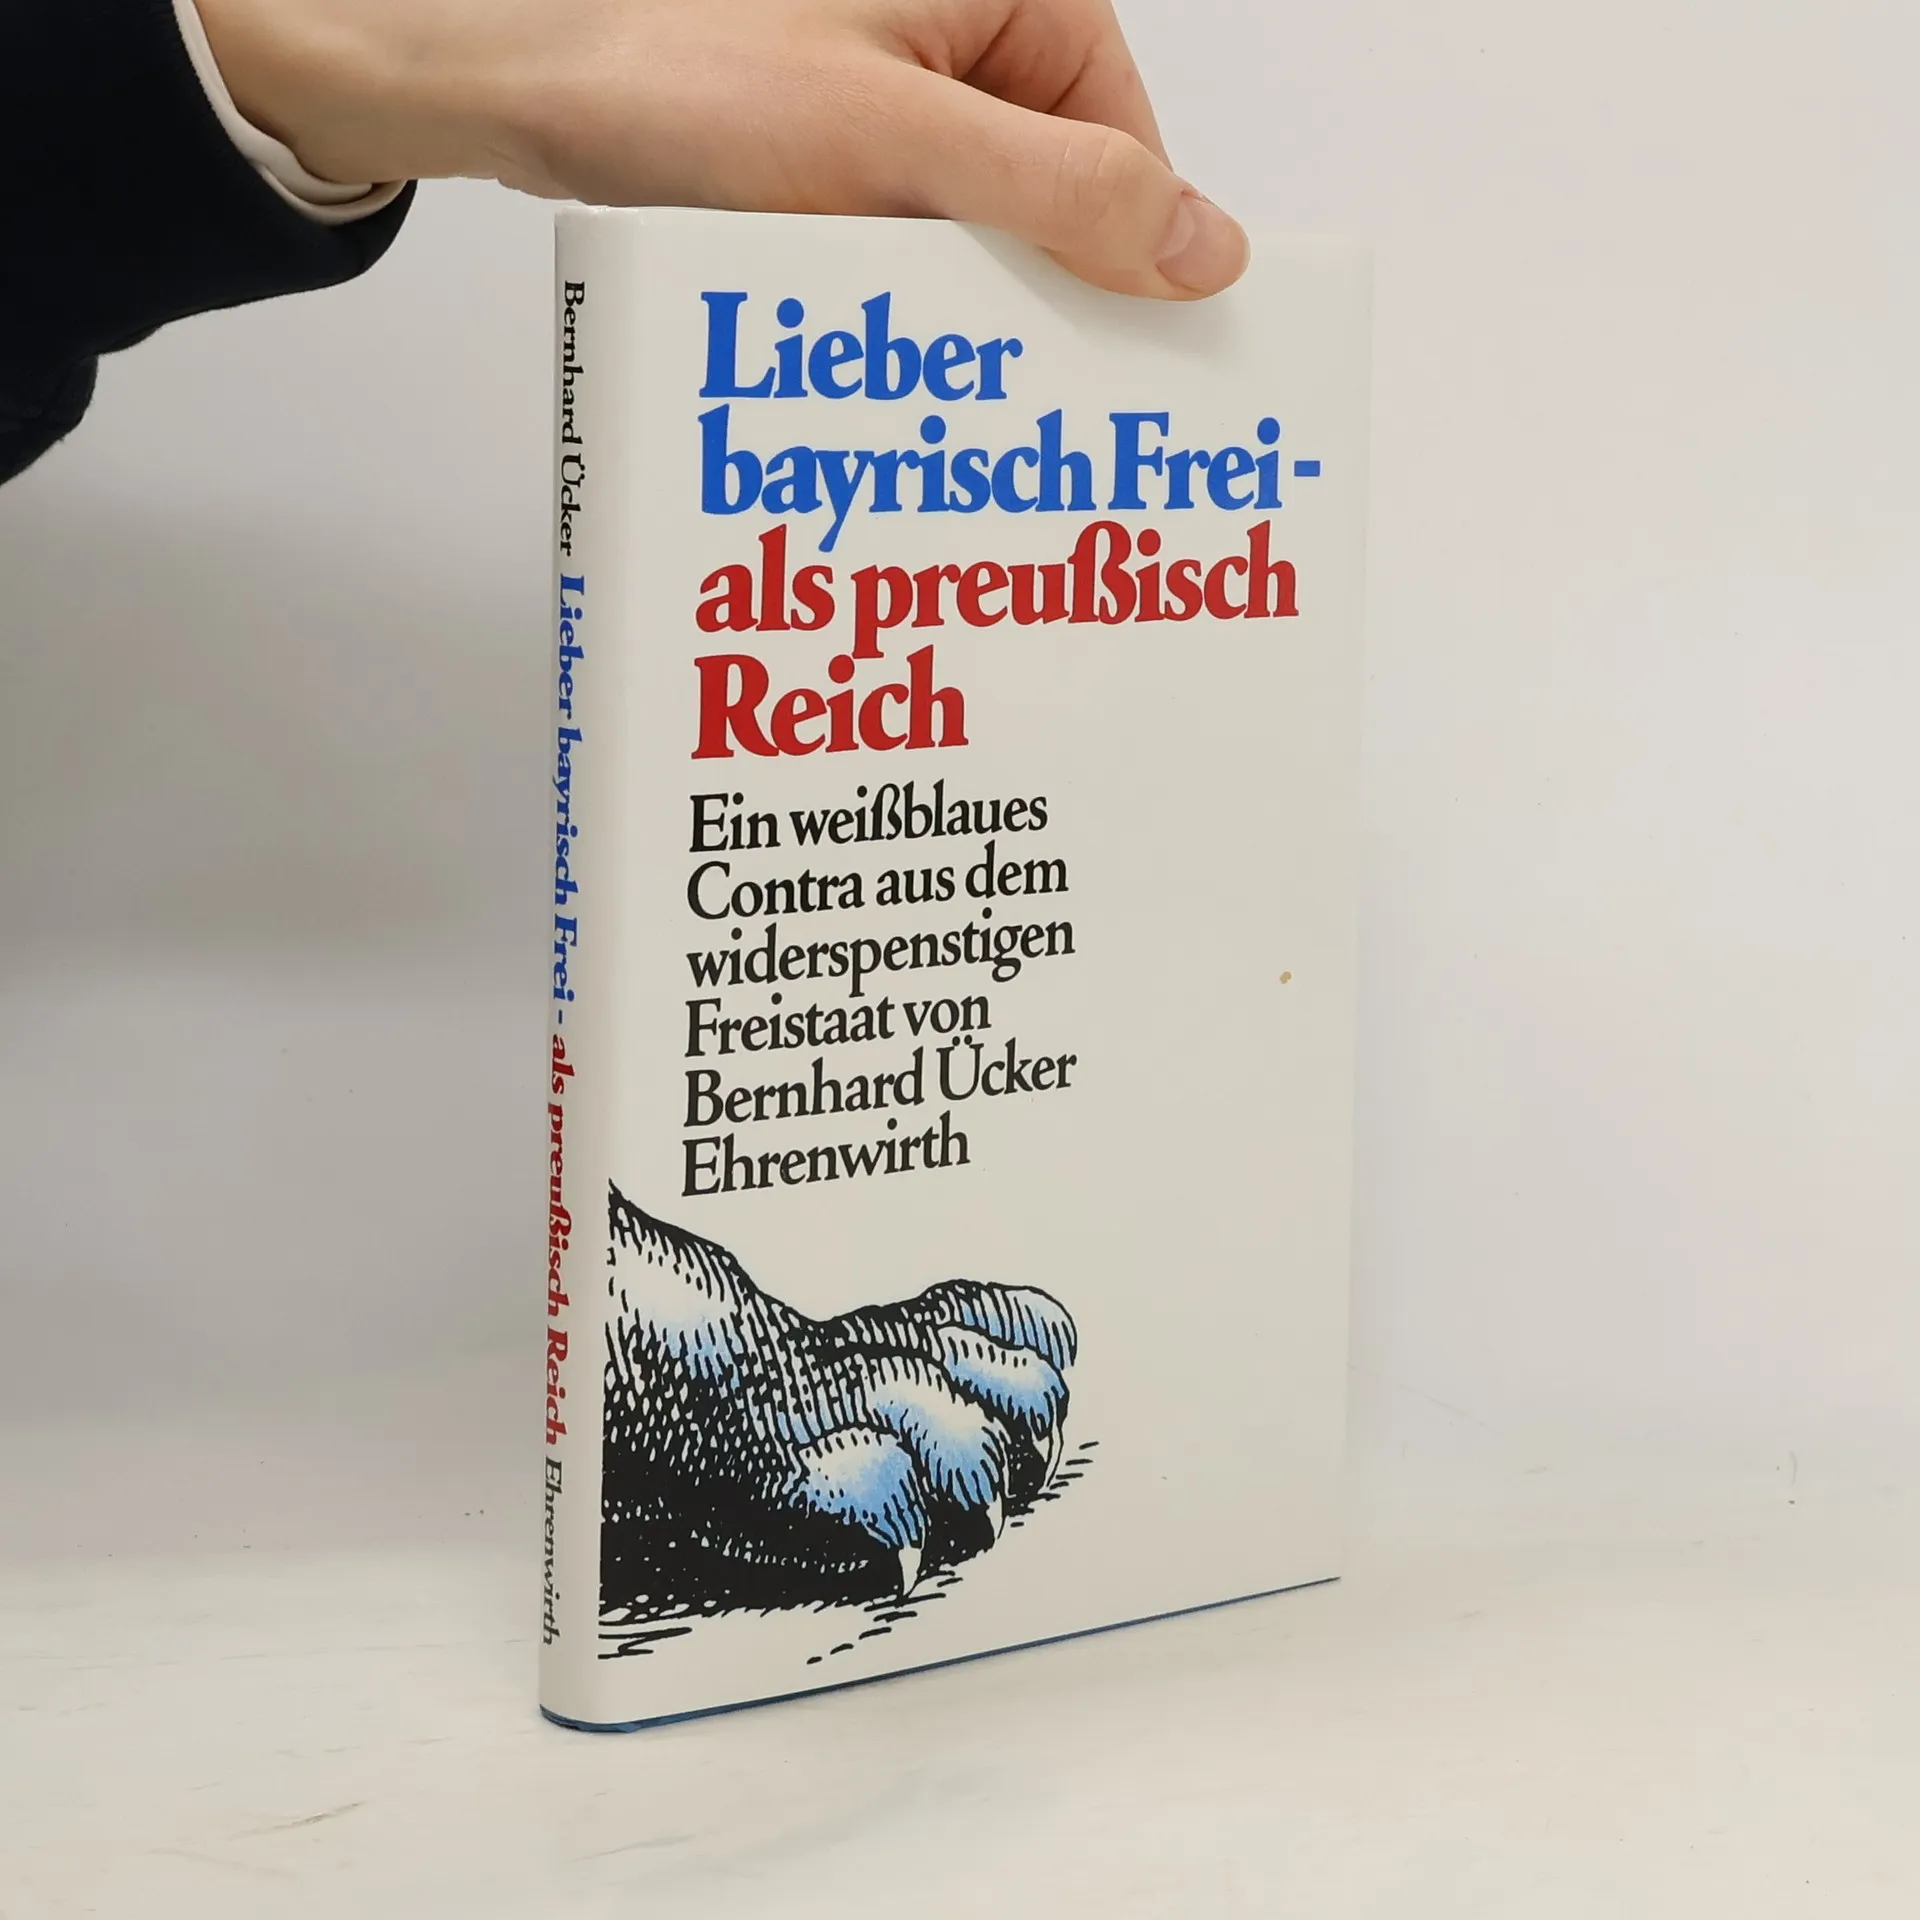 Bernhard Ücker Lieber bayrisch Frei - als preußisch Reich Ehrenwirth
Lieber
bayrisch Frei -
als preußisch
Reich
Ein weißblaues
Contra aus dem
widerspenstigen
Freistaat von
Bernhard Ücker
Ehrenwirth